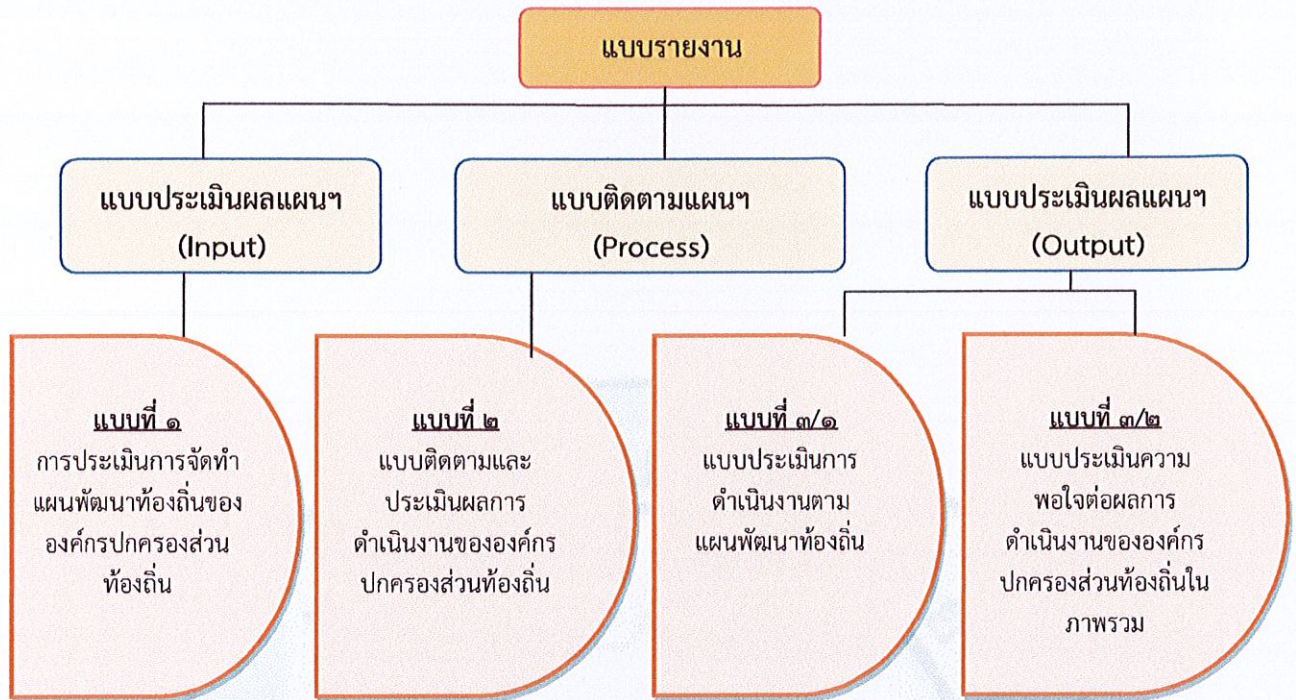 แบบรายงาน
แบบประเมินผลแผนฯ
(Input)
แบบติดตามแผนฯ
(Process)
แบบประเมินผลแผนฯ
(Output)
แบบที่ ๑
การประเมินการจัดทำ
แผนพัฒนาท้องถิ่นของ
องค์กรปกครองส่วน
ท้องถิ่น
แบบที่ ๒
แบบติดตามและ
ประเมินผลการ
ดำเนินงานขององค์กร
ปกครองส่วนท้องถิ่น
แบบที่ ๓/๑
แบบประเมินการ
ดำเนินงานตาม
แผนพัฒนาท้องถิ่น
แบบที่ ๓/๒
แบบประเมินความ
พอใจต่อผลการ
ดำเนินงานขององค์กร
ปกครองส่วนท้องถิ่นใน
ภาพรวม